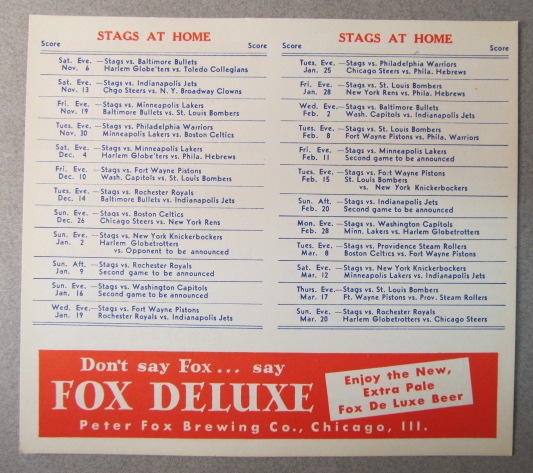 STAGS AT HOME
Score Score
Sat. Eve. —Stags vs. Baltimore Bullets
Nov. 6 Harlem Globe'ters vs. Toledo Collegians
Sat. Eve. —Stags vs. Indianapolis Jets
Nov. 13 Chgo Steers vs. N. Y. Broadway Clowns
Fri. Eve. —Stags vs. Minneapolis Lakers
Nov. 19 Baltimore Bullets vs. St. Louis Bombers
Tues. Eve. —Stags vs. Philadelphia Warriors
Nov. 30 Minneapolis Lakers vs. Boston Celtics
Sat. Eve. —Stags vs. Minneapolis Lakers
Dec. 4 Harlem Globe'ters vs. Phila. Hebrews
Fri. Eve. —Stags vs. Fort Wayne Pistons
Dec. 10 Wash. Capitols vs. St. Louis Bombers
Tues. Eve. —Stags vs. Rochester Royals
Dec. 14 Baltimore Bullets vs. Indianapolis Jets
Sun. Eve. —Stags vs. Boston Celtics
Dec. 26 Chicago Steers vs. New York Rens
Sun. Eve. —Stags vs. New York Knickerbockers
Jan. 2 Harlem Globetrotters
vs. Opponent to be announced
Sun. Aft. —Stags vs. Rochester Royals
Jan. 9 Second game to be announced
Sun. Eve. —Stags vs. Washington Capitols
Jan. 16 Second game to be announced
Wed. Eve. —Stags vs. Fort Wayne Pistons
Jan. 19 Rochester Royals vs. Indianapolis Jets
STAGS AT HOME
Score Score
Tues. Eve. —Stags vs. Philadelphia Warriors
Jan. 25 Chicago Steers vs. Phila. Hebrews
Fri. Eve. —Stags vs. St. Louis Bombers
Jan. 28 New York Rens vs. Phila. Hebrews
Wed. Eve. —Stags vs. Baltimore Bullets
Feb. 2 Wash. Capitols vs. Indianapolis Jets
Tues. Eve. —Stags vs. St. Louis Bombers
Feb. 8 Fort Wayne Pistons vs. Phila. Warriors
Fri. Eve. —Stags vs. Minneapolis Lakers
Feb. 11 Second game to be announced
Tues. Eve. —Stags vs. Fort Wayne Pistons
Feb. 15 St. Louis Bombers
vs. New York Knickerbockers
Sun. Aft. —Stags vs. Indianapolis Jets
Feb. 20 Second game to be announced
Mon. Eve. —Stags vs. Washington Capitols
Feb. 28 Minn. Lakers vs. Harlem Globetrotters
Tues. Eve. —Stags vs. Providence Steam Rollers
Mar. 8 Boston Celtics vs. Fort Wayne Pistons
Sat. Eve. —Stags vs. New York Knickerbockers
Mar. 12 Minneapolis Lakers vs. Indianapolis Jets
Thurs. Eve. —Stags vs. St. Louis Bombers
Mar. 17 Ft. Wayne Pistons vs. Prov. Steam Rollers
Sun. Eve. —Stags vs. Rochester Royals
Mar. 20 Harlem Globetrotters vs. Chicago Steers
Don't say Fox... say
FOX DELUXE
Enjoy the New,
Extra Pale
Fox De Luxe Beer
Peter Fox Brewing Co., Chicago, Ill.